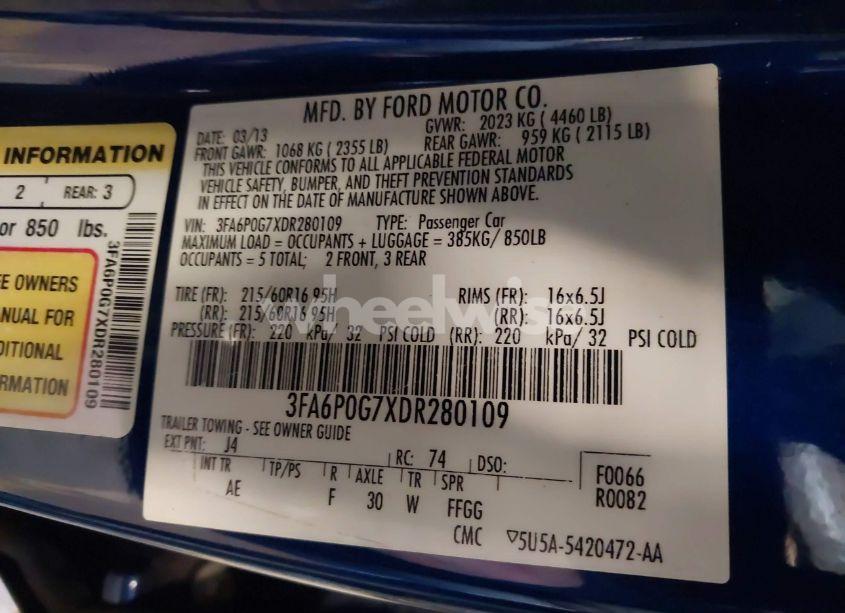 INFORMATION
2 REAR: 3
or 850 lbs.
EE OWNERS
ANUAL FOR
DITIONAL
RMATION
3FA6P0G7XDR280109
MFD. BY FORD MOTOR CO.
DATE: 03/13 GVWR: 2023 KG ( 4460 LB)
FRONT GAWR: 1068 KG ( 2355 LB) REAR GAWR: 959 KG ( 2115 LB)
THIS VEHICLE CONFORMS TO ALL APPLICABLE FEDERAL MOTOR
VEHICLE SAFETY, BUMPER, AND THEFT PREVENTION STANDARDS
IN EFFECT ON THE DATE OF MANUFACTURE SHOWN ABOVE.
VIN: 3FA6P0G7XDR280109 TYPE: Passenger Car
MAXIMUM LOAD = OCCUPANTS + LUGGAGE = 385KG/ 850LB
OCCUPANTS = 5 TOTAL; 2 FRONT, 3 REAR
TIRE (FR): 215/60R16 95H RIMS (FR): 16x6.5J
(RR): 215/60R16 95H (RR): 16x6.5J
PRESSURE (FR): 220 kPa/ 32 PSI COLD (RR): 220 kPa/ 32 PSI COLD
wheelwise
3FA6P0G7XDR280109
TRAILER TOWING - SEE OWNER GUIDE
EXT PNT: J4 RC: 74 DSO:
INT TR TP/PS R AXLE TR SPR F0066
AE F 30 W FFGG R0082
CMC ▽5U5A-5420472-AA